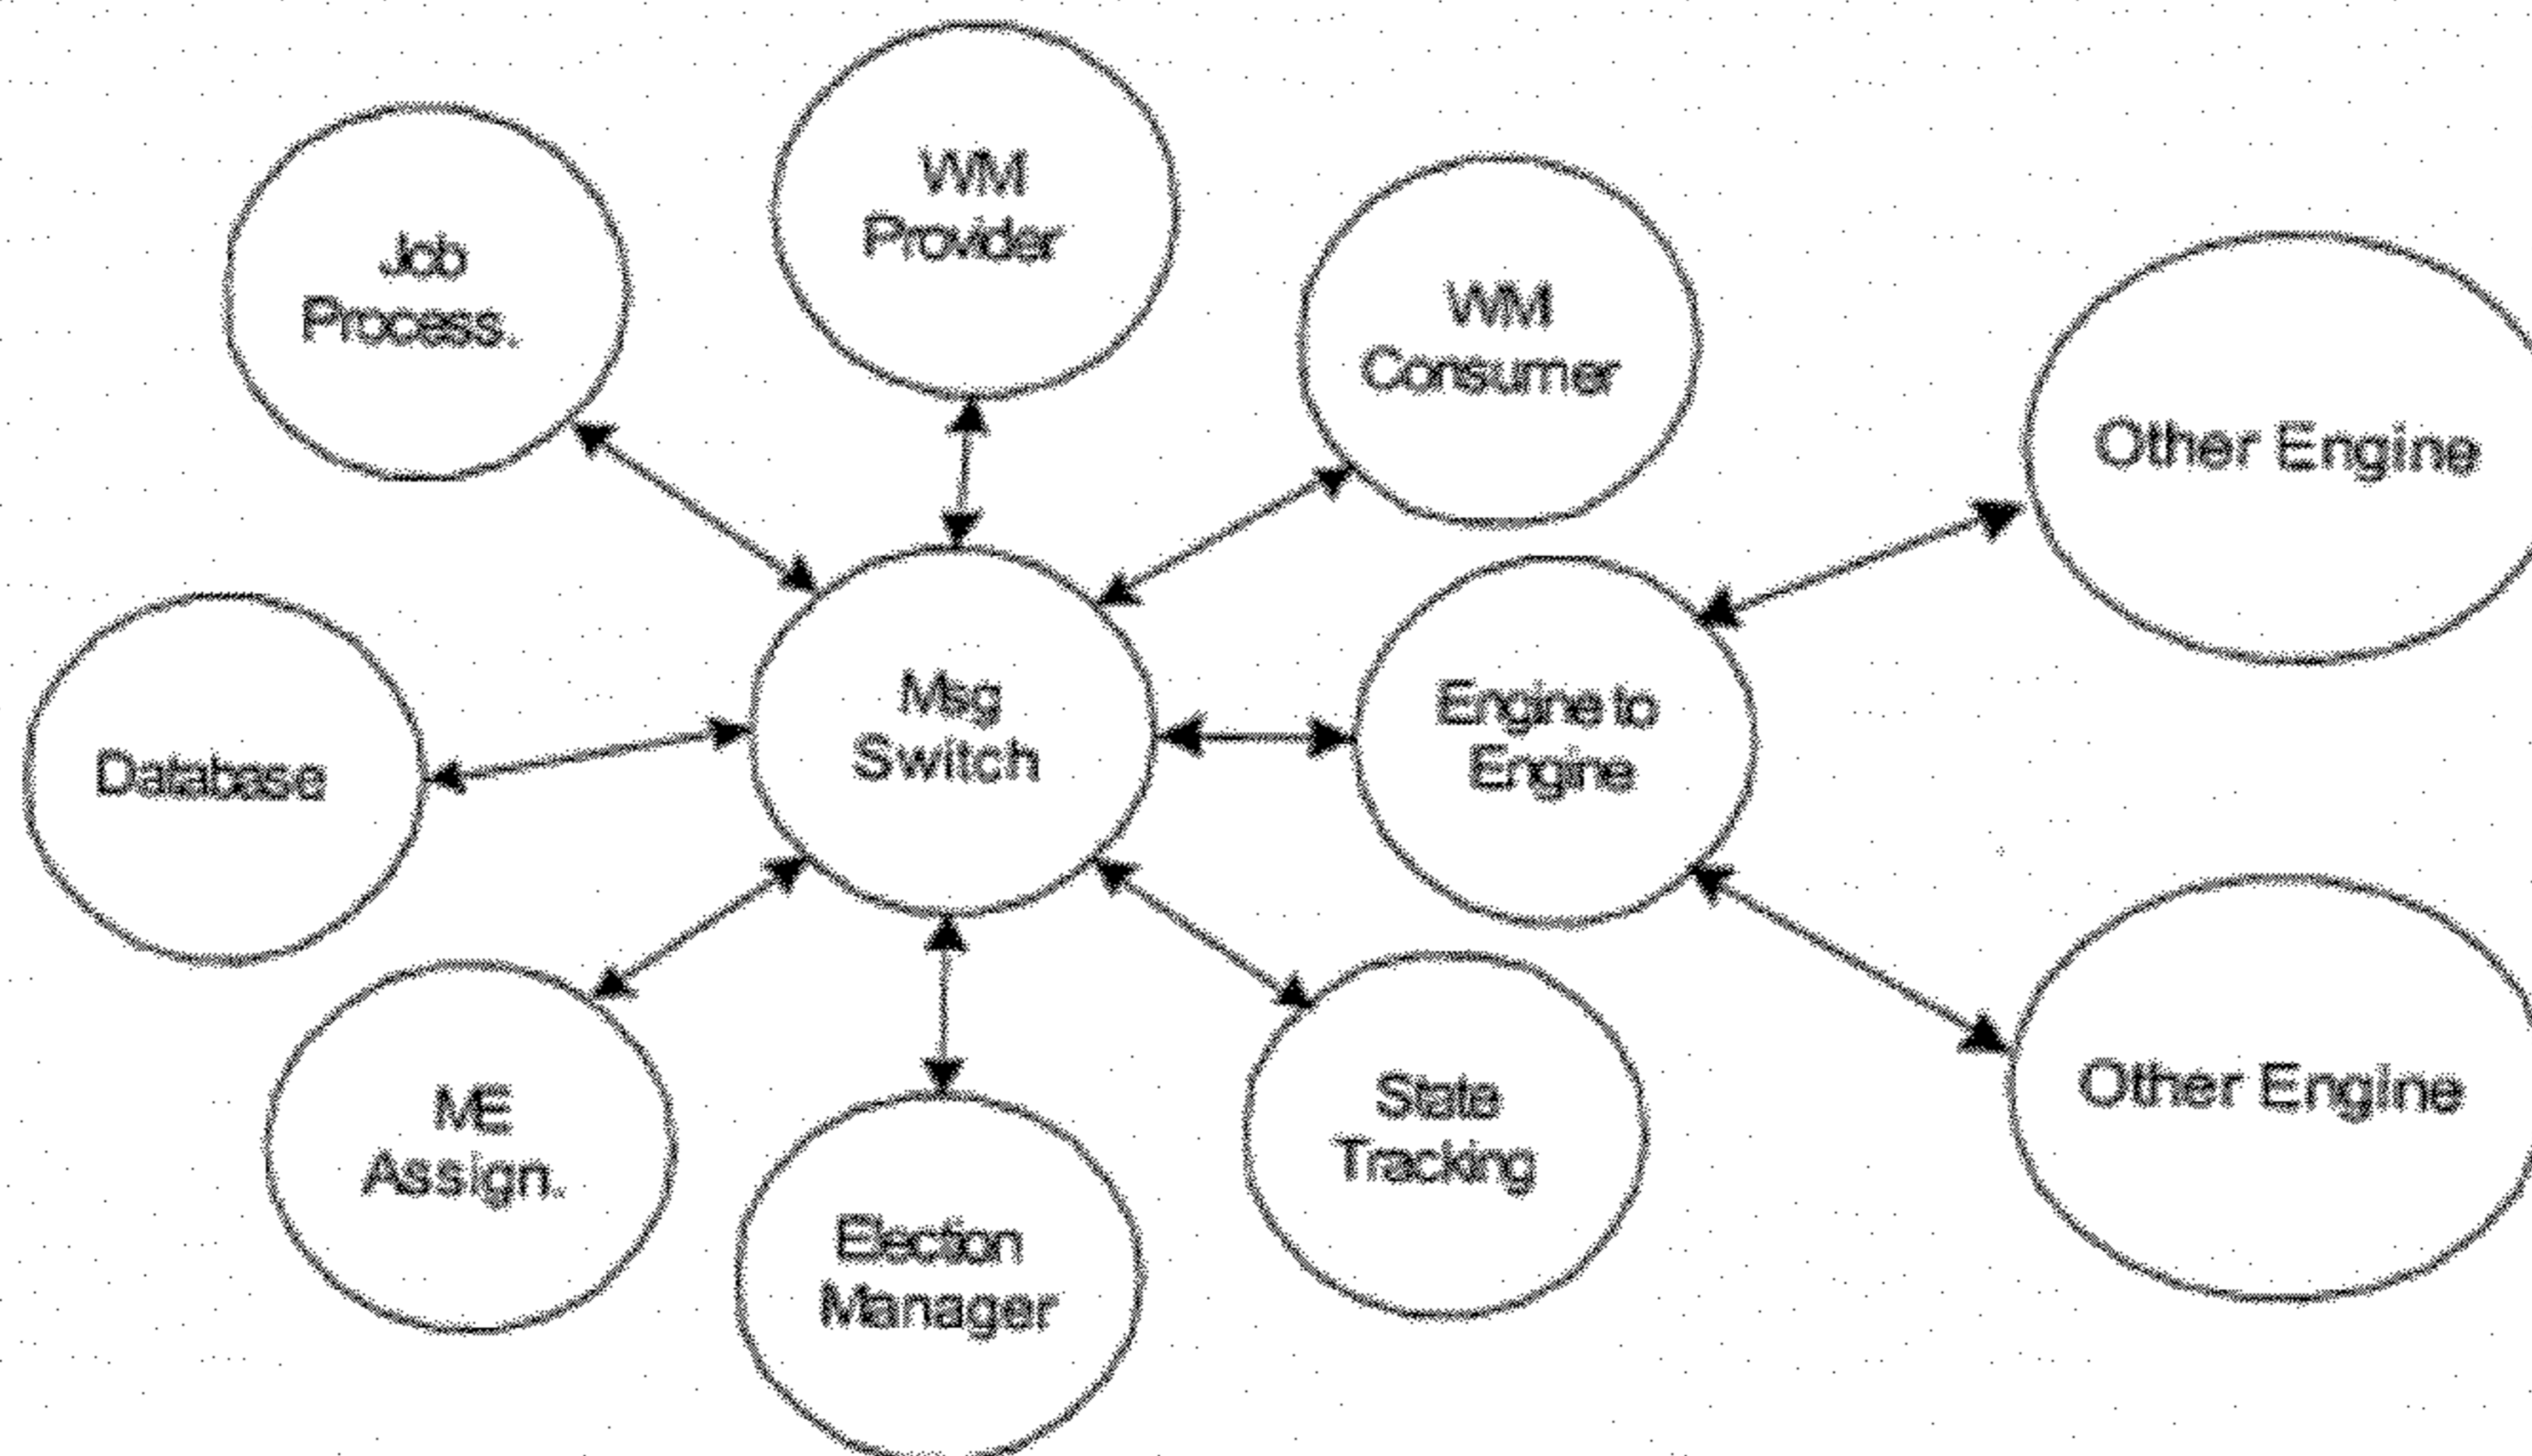 WM
Provider
Job
Process.
WM
Consumer
Other Engine
Msg
Switch
Engine to
Engine
Database
ME
Assign.
State
Tracking
Other Engine
Election
Manager